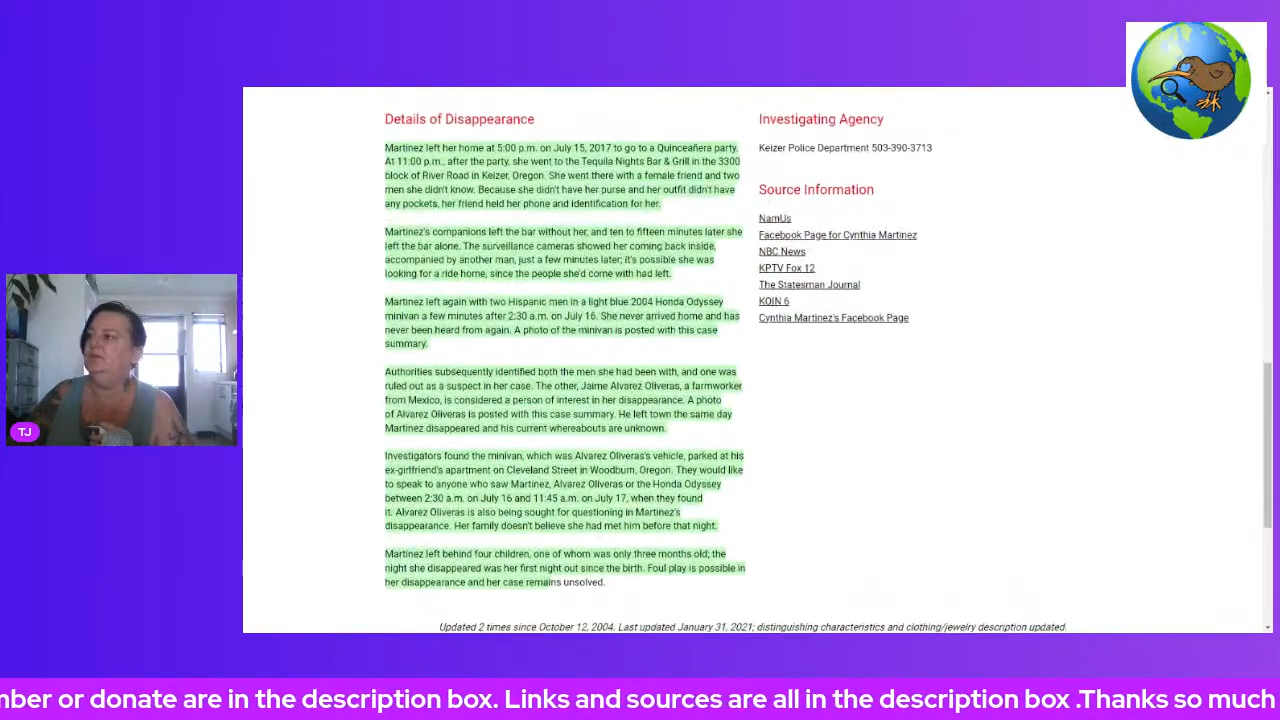 Details of Disappearance
Martinez left her home at 5:00 p.m. on July 15, 2017 to go to a Quinceañera party.
At 11:00 p.m., after the party, she went to the Tequila Nights Bar & Grill in the 3300
block of River Road in Keizer, Oregon. She went there with a female friend and two
men she didn't know. Because she didn't have her purse and her outfit didn't have
any pockets, her friend held her phone and identification for her.
Martinez's companions left the bar without her, and ten to fifteen minutes later she
left the bar alone. The surveillance cameras showed her coming back inside,
accompanied by another man, just a few minutes later; it's possible she was
looking for a ride home, since the people she'd come with had left.
Martinez left again with two Hispanic men in a light blue 2004 Honda Odyssey
minivan a few minutes after 2:30 a.m. on July 16. She never arrived home and has
never been heard from again. A photo of the minivan is posted with this case
summary.
Authorities subsequently identified both the men she had been with, and one was
ruled out as a suspect in her case. The other, Jaime Alvarez Oliveras, a farmworker
from Mexico, is considered a person of interest in her disappearance. A photo
of Alvarez Oliveras is posted with this case summary. He left town the same day
Martinez disappeared and his current whereabouts are unknown.
Investigators found the minivan, which was Alvarez Oliveras's vehicle, parked at his
ex-girlfriend's apartment on Cleveland Street in Woodburn, Oregon. They would like
to speak to anyone who saw Martinez, Alvarez Oliveras or the Honda Odyssey
between 2:30 a.m. on July 16 and 11:45 a.m. on July 17, when they found
it. Alvarez Oliveras is also being sought for questioning in Martinez's
disappearance. Her family doesn't believe she had met him before that night.
Martinez left behind four children, one of whom was only three months old; the
night she disappeared was her first night out since the birth. Foul play is possible in
her disappearance and her case remains unsolved.
Investigating Agency
Keizer Police Department 503-390-3713
Source Information
NamUs
Facebook Page for Cynthia Martinez
NBC News
KPTV Fox 12
The Statesman Journal
KOIN 6
Cynthia Martinez's Facebook Page
Updated 2 times since October 12, 2004. Last updated January 31, 2021; distinguishing characteristics and clothing/jewelry description updated.
TJ
mber or donate are in the description box. Links and sources are all in the description box .Thanks so much